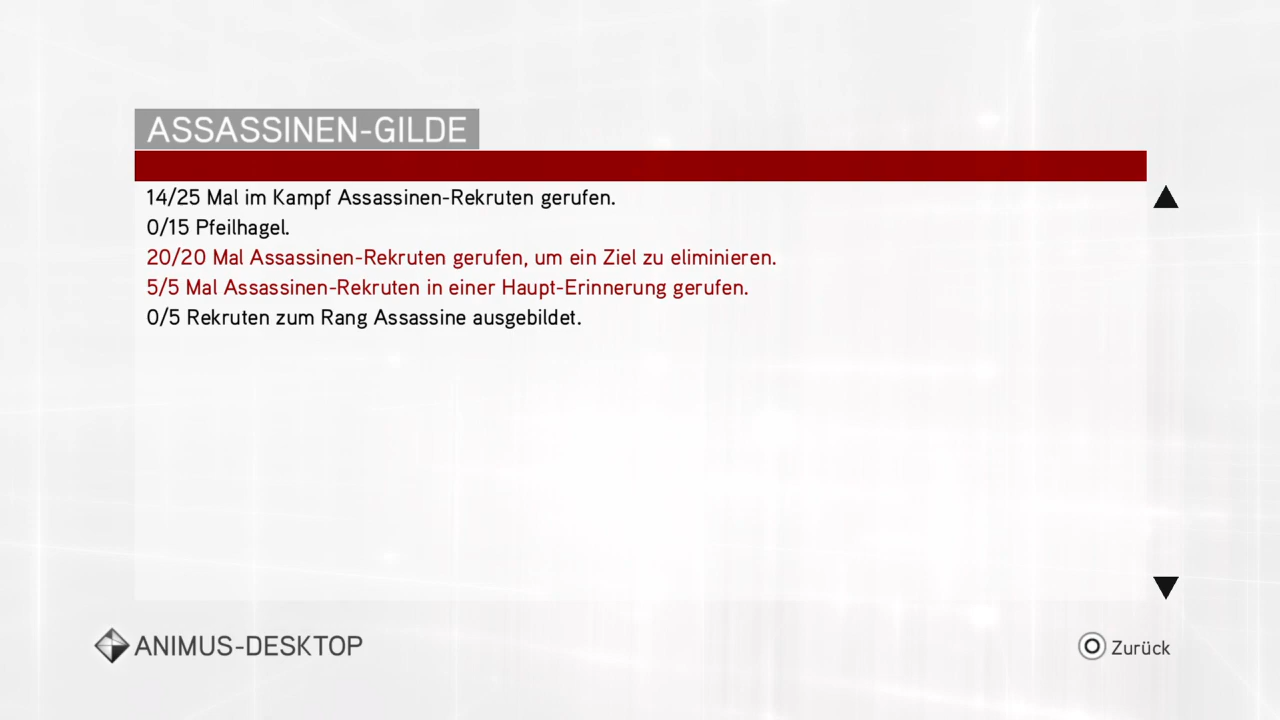 ASSASSINEN-GILDE
14/25 Mal im Kampf Assassinen-Rekruten gerufen.
0/15 Pfeilhagel.
20/20 Mal Assassinen-Rekruten gerufen, um ein Ziel zu eliminieren.
5/5 Mal Assassinen-Rekruten in einer Haupt-Erinnerung gerufen.
0/5 Rekruten zum Rang Assassine ausgebildet.
ANIMUS-DESKTOP
Zurück